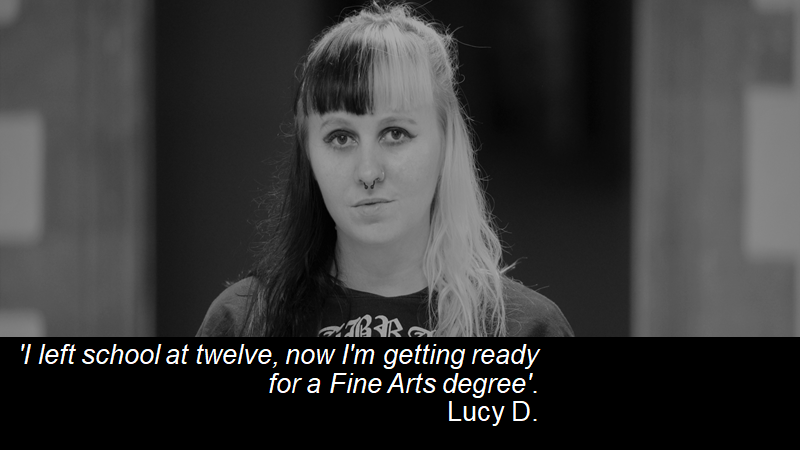 'I left school at twelve, now I'm getting ready
for a Fine Arts degree'.
Lucy D.